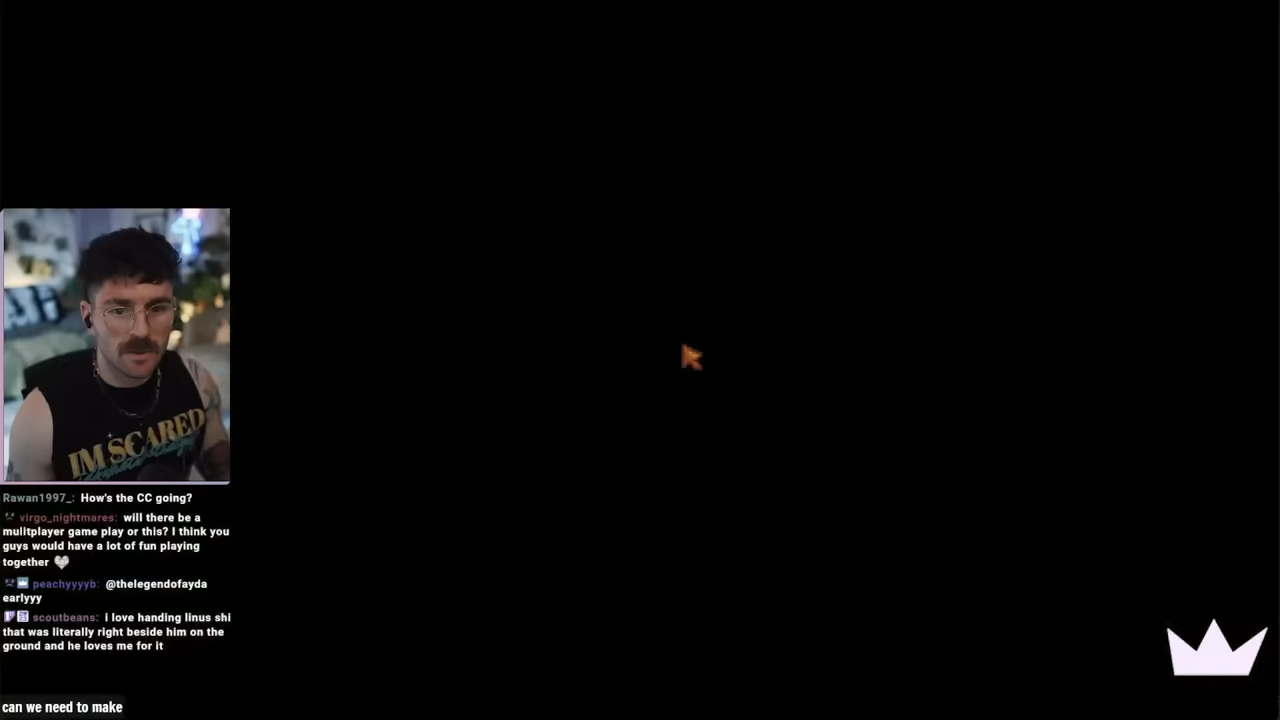 IM SCARED
Rawan1997_: How's the CC going?
virgo_nightmares: will there be a
mulitplayer game play or this? I think you
guys would have a lot of fun playing
together
peachyyyyb: @thelegendofayda
earlyyy
scoutbeans: I love handing linus shi
that was literally right beside him on the
ground and he loves me for it
can we need to make